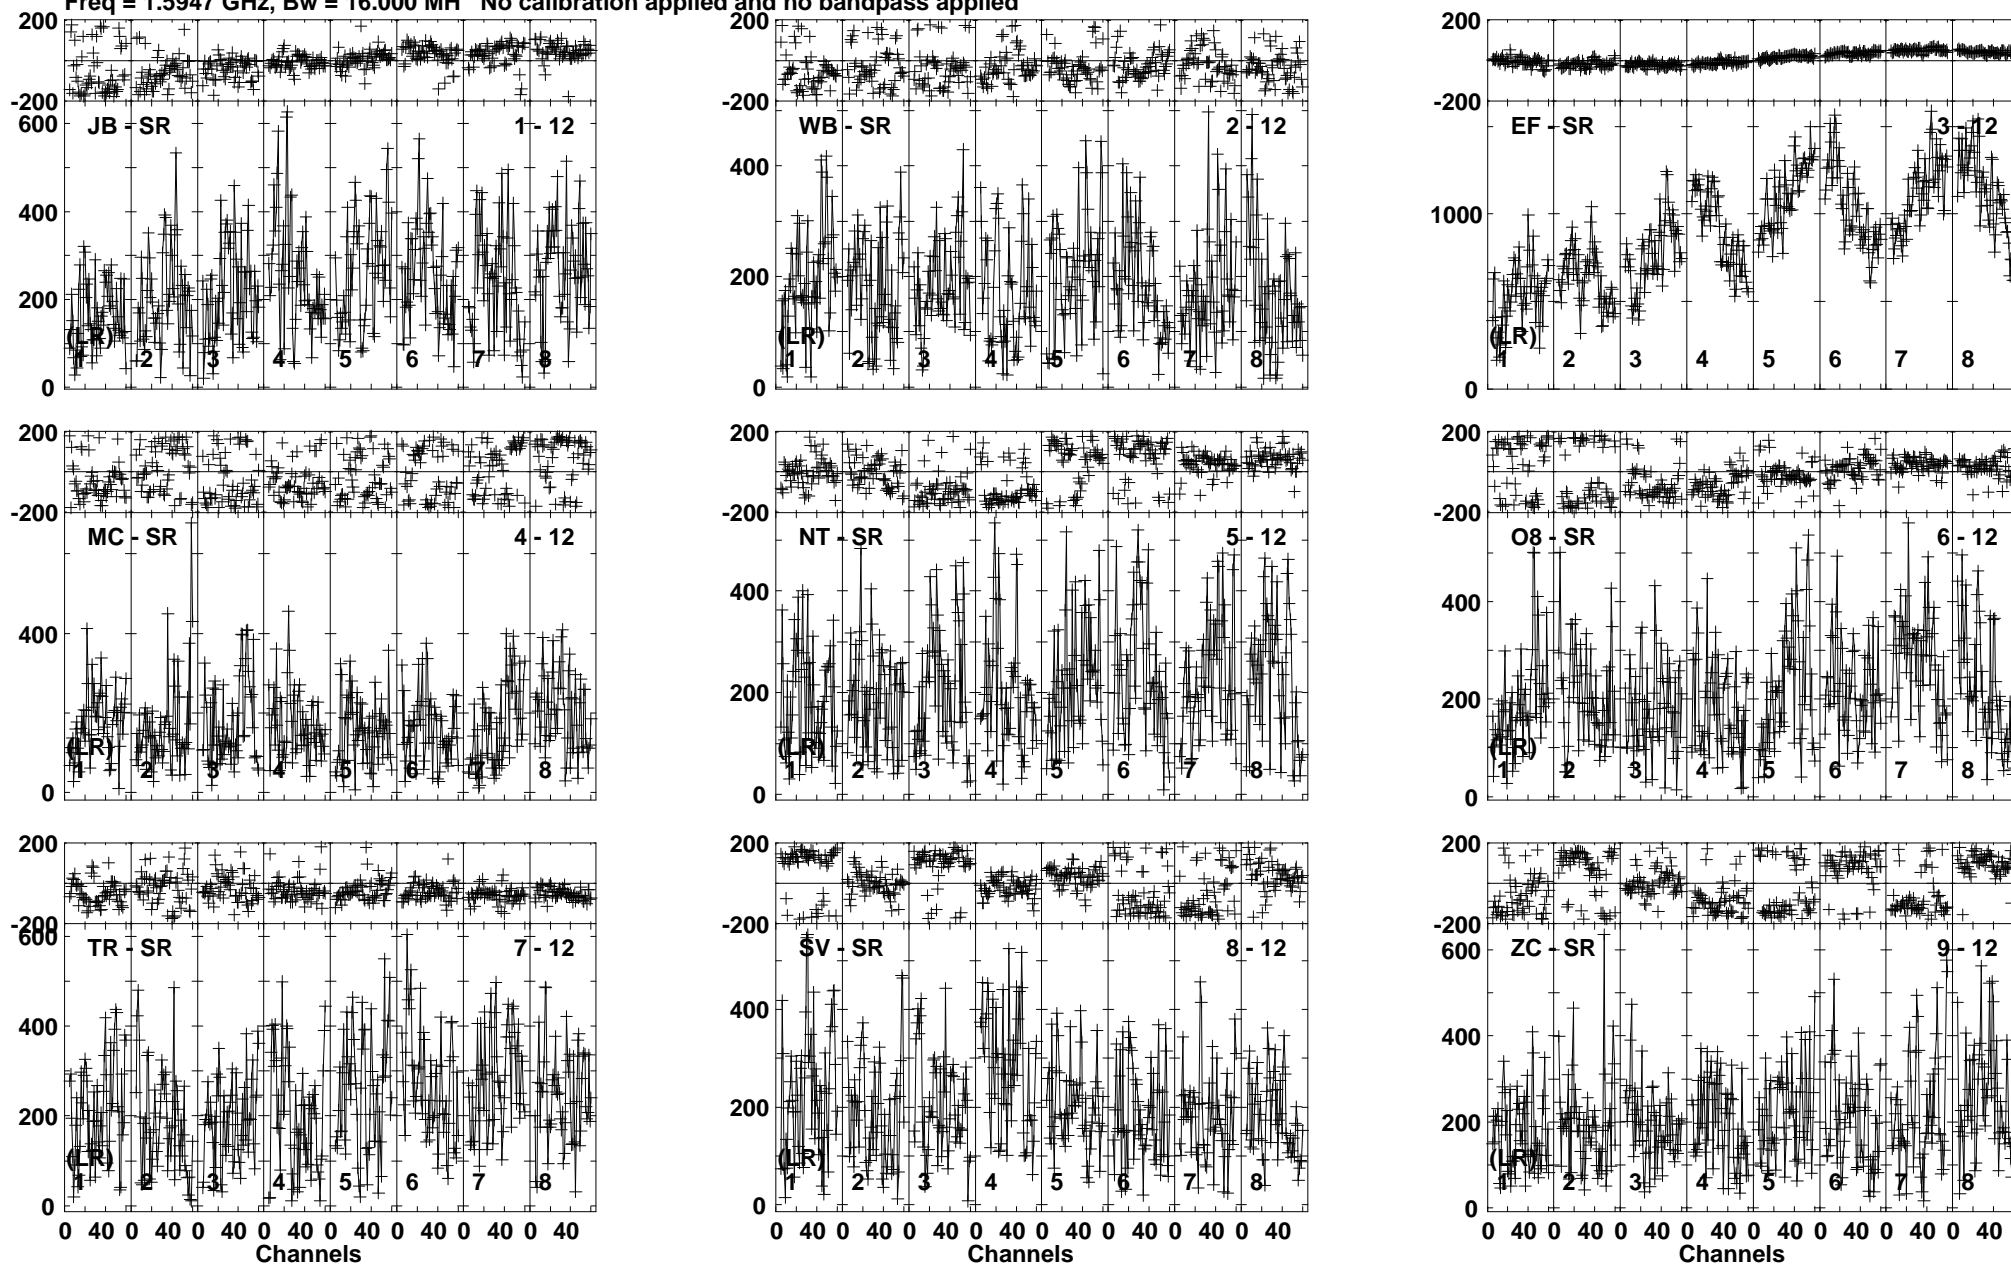 Freq = 1.5947 GHz, Bw = 16.000 MH No calibration applied and no bandpass applied
200 200 200
-200 -200 -200
JB - SR 1 - 12 WB - SR 2 - 12 EF - SR 3 - 12
600
400 400
1000
200 200
(LR) (LR) (LR)
1 2 3 4 5 6 7 8 1 2 3 4 5 6 7 8 1 2 3 4 5 6 7 8
0 0 0
200 200 200
-200 -200 -200
MC - SR 4 - 12 NT - SR 5 - 12 O8 - SR 6 - 12
400 400 400
200 200
(LR) (LR) (LR)
1 2 3 4 5 6 7 8 1 2 3 4 5 6 7 8 1 2 3 4 5 6 7 8
0 0 0
200 200 200
-200 -200 -200
600
TR - SR 7 - 12 SV - SR 8 - 12 ZC - SR 9 - 12
600
400 400 400
200 200 200
(LR) (LR) (LR)
1 2 3 4 5 6 7 8 1 2 3 4 5 6 7 8 1 2 3 4 5 6 7 8
0 0 0
0 40 0 40 0 40 0 40 0 40 0 40 0 40 0 40 0 40 0 40 0 40 0 40 0 40 0 40 0 40 0 40 0 40 0 40 0 40 0 40 0 40 0 40 0 40 0 40
Channels Channels Channels